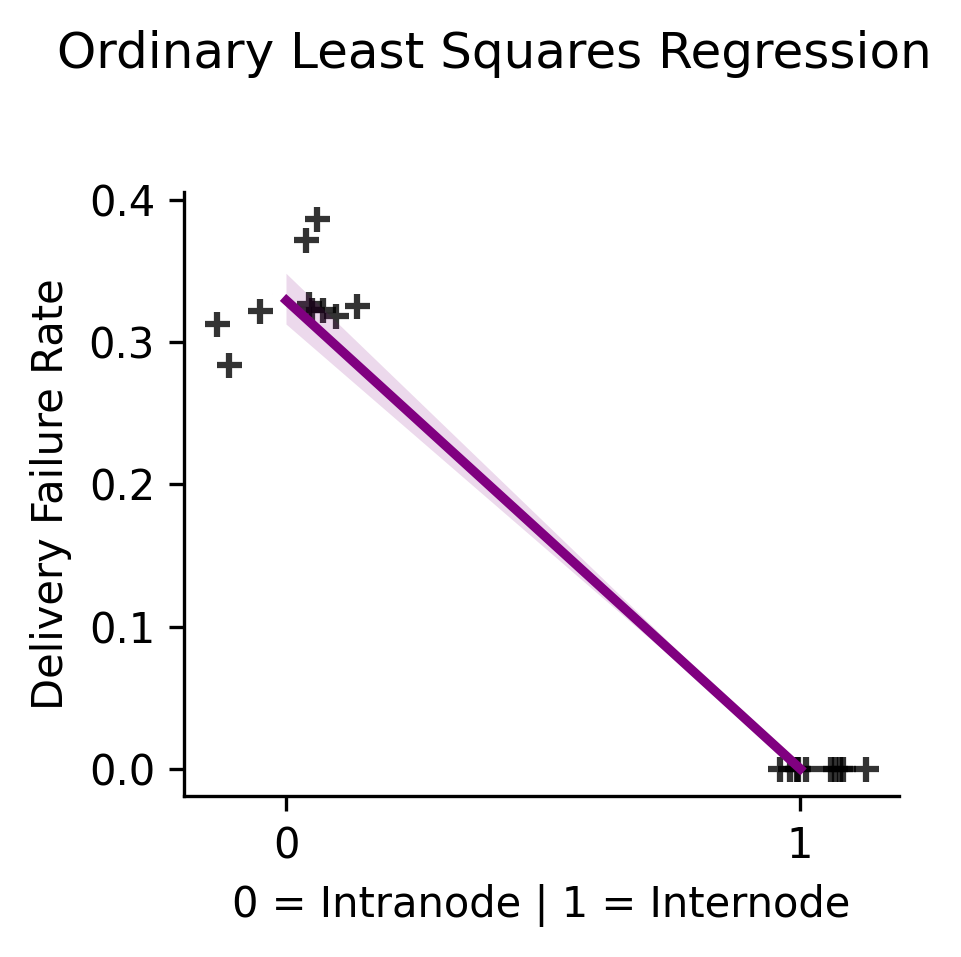 Ordinary Least Squares Regression
0.4
0.3
0.2
0.1
0.0
Delivery Failure Rate
0
1
0 = Intranode | 1 = Internode